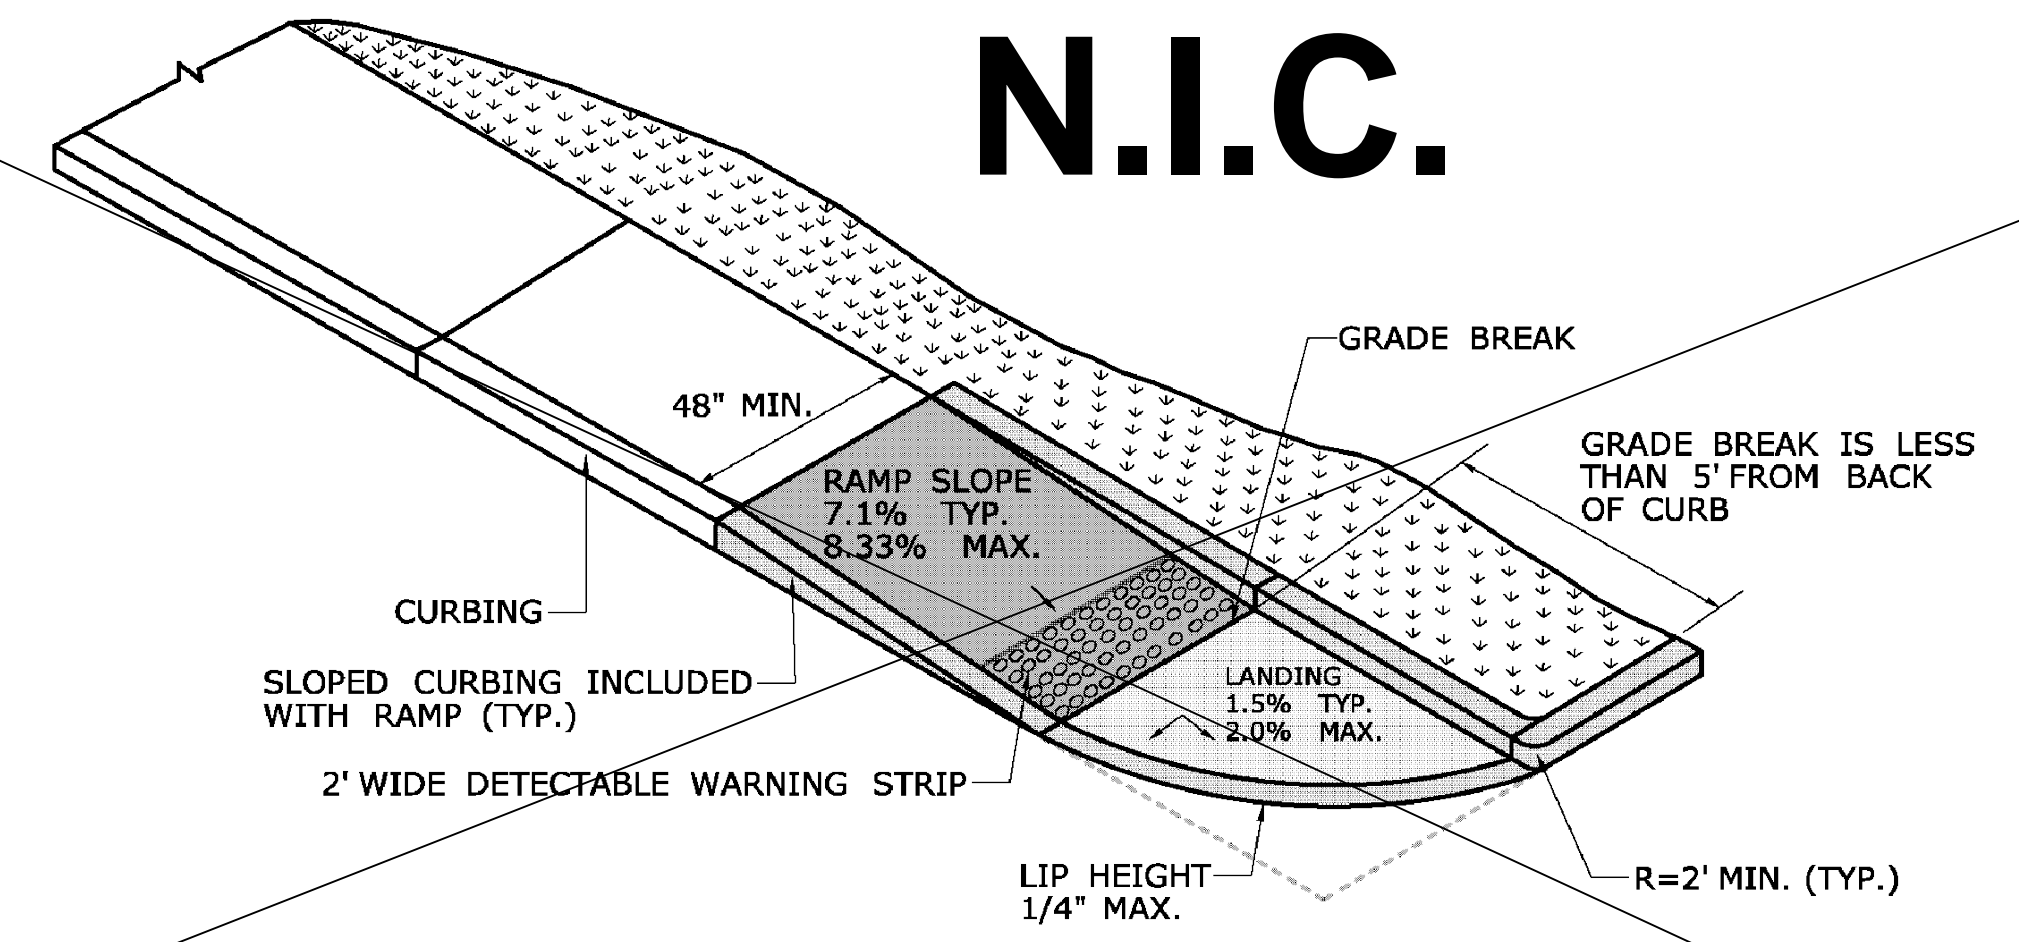 N.I.C.
GRADE BREAK
48" MIN.
GRADE BREAK IS LESS
THAN 5' FROM BACK
OF CURB
RAMP SLOPE
7.1% TYP.
8.33% MAX.
CURBING
SLOPED CURBING INCLUDED
WITH RAMP (TYP.)
LANDING
1.5% TYP.
2.0% MAX.
2' WIDE DETECTABLE WARNING STRIP
LIP HEIGHT
1/4" MAX.
R=2' MIN. (TYP.)